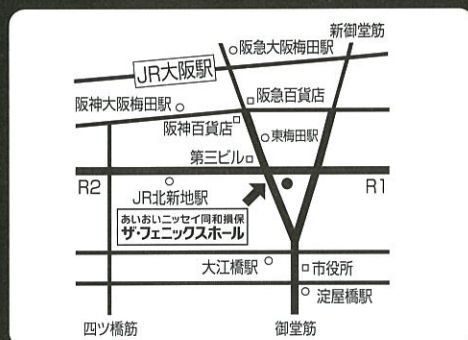 新御堂筋
阪急大阪梅田駅
JR大阪駅
阪急百貨店
阪神大阪梅田駅
阪神百貨店
東梅田駅
第三ビル
R2
R1
JR北新地駅
あいおいニッセイ同和損保
ザ・フェニックスホール
大江橋駅
市役所
淀屋橋駅
四ツ橋筋
御堂筋